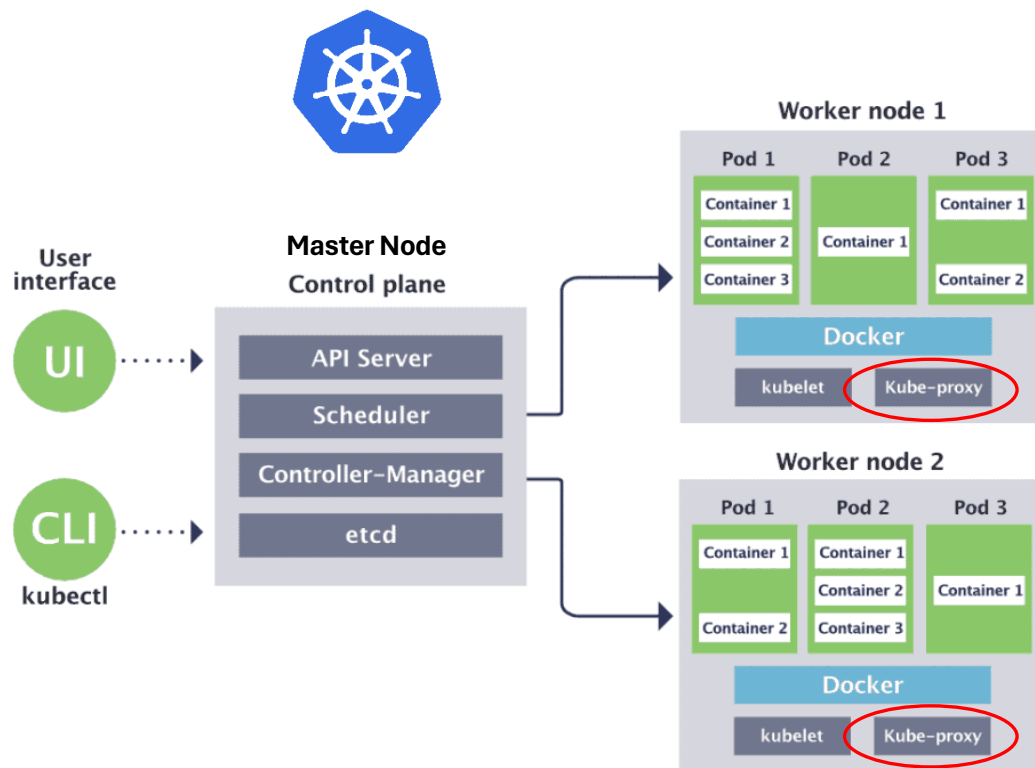 User
interface
UI
CLI
kubectl
Master Node
Control plane
API Server
Scheduler
Controller-Manager
etcd
Worker node 1
Pod 1 Pod 2 Pod 3
Container 1
Container 2
Container 3
Container 1
Container 1
Container 2
Docker
kubelet Kube-proxy
Worker node 2
Pod 1 Pod 2 Pod 3
Container 1
Container 2
Container 1
Container 2
Container 3
Container 1
Docker
kubelet Kube-proxy